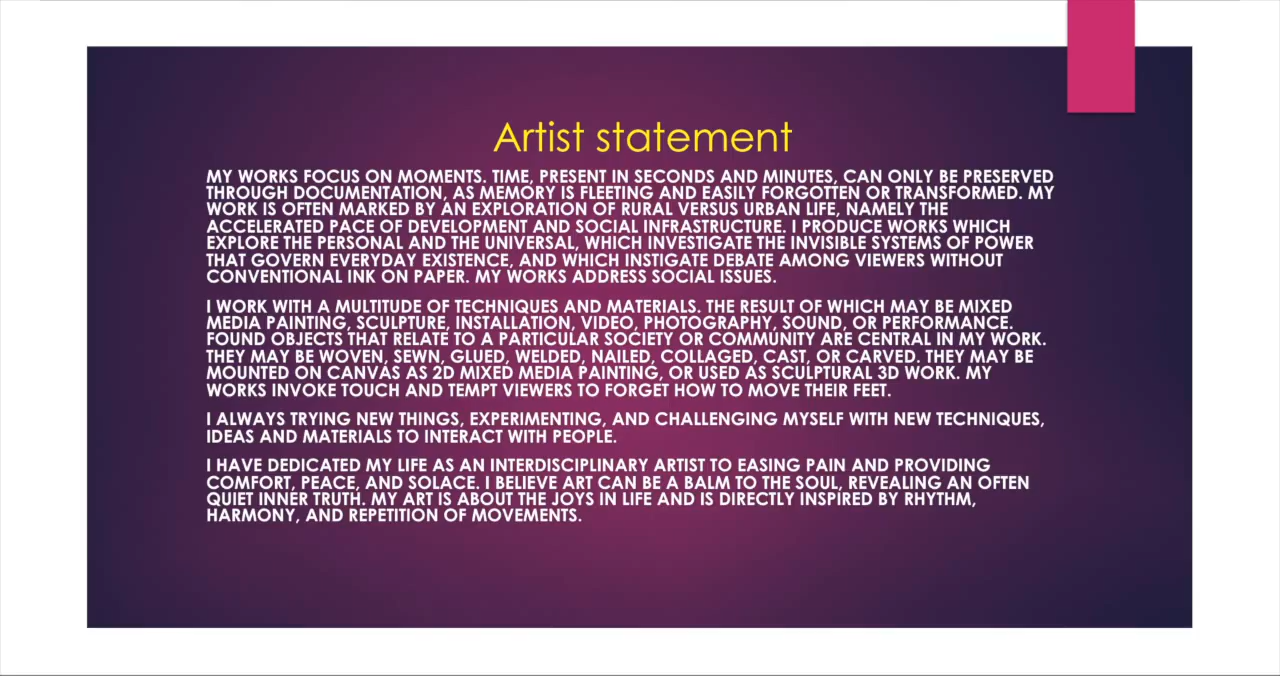 Artist statement
MY WORKS FOCUS ON MOMENTS. TIME, PRESENT IN SECONDS AND MINUTES, CAN ONLY BE PRESERVED
THROUGH DOCUMENTATION, AS MEMORY IS FLEETING AND EASILY FORGOTTEN OR TRANSFORMED. MY
WORK IS OFTEN MARKED BY AN EXPLORATION OF RURAL VERSUS URBAN LIFE, NAMELY THE
ACCELERATED PACE OF DEVELOPMENT AND SOCIAL INFRASTRUCTURE. I PRODUCE WORKS WHICH
EXPLORE THE PERSONAL AND THE UNIVERSAL, WHICH INVESTIGATE THE INVISIBLE SYSTEMS OF POWER
THAT GOVERN EVERYDAY EXISTENCE, AND WHICH INSTIGATE DEBATE AMONG VIEWERS WITHOUT
CONVENTIONAL INK ON PAPER. MY WORKS ADDRESS SOCIAL ISSUES.
I WORK WITH A MULTITUDE OF TECHNIQUES AND MATERIALS. THE RESULT OF WHICH MAY BE MIXED
MEDIA PAINTING, SCULPTURE, INSTALLATION, VIDEO, PHOTOGRAPHY, SOUND, OR PERFORMANCE.
FOUND OBJECTS THAT RELATE TO A PARTICULAR SOCIETY OR COMMUNITY ARE CENTRAL IN MY WORK.
THEY MAY BE WOVEN, SEWN, GLUED, WELDED, NAILED, COLLAGED, CAST, OR CARVED. THEY MAY BE
MOUNTED ON CANVAS AS 2D MIXED MEDIA PAINTING, OR USED AS SCULPTURAL 3D WORK. MY
WORKS INVOKE TOUCH AND TEMPT VIEWERS TO FORGET HOW TO MOVE THEIR FEET.
I ALWAYS TRYING NEW THINGS, EXPERIMENTING, AND CHALLENGING MYSELF WITH NEW TECHNIQUES,
IDEAS AND MATERIALS TO INTERACT WITH PEOPLE.
I HAVE DEDICATED MY LIFE AS AN INTERDISCIPLINARY ARTIST TO EASING PAIN AND PROVIDING
COMFORT, PEACE, AND SOLACE. I BELIEVE ART CAN BE A BALM TO THE SOUL, REVEALING AN OFTEN
QUIET INNER TRUTH. MY ART IS ABOUT THE JOYS IN LIFE AND IS DIRECTLY INSPIRED BY RHYTHM,
HARMONY, AND REPETITION OF MOVEMENTS.